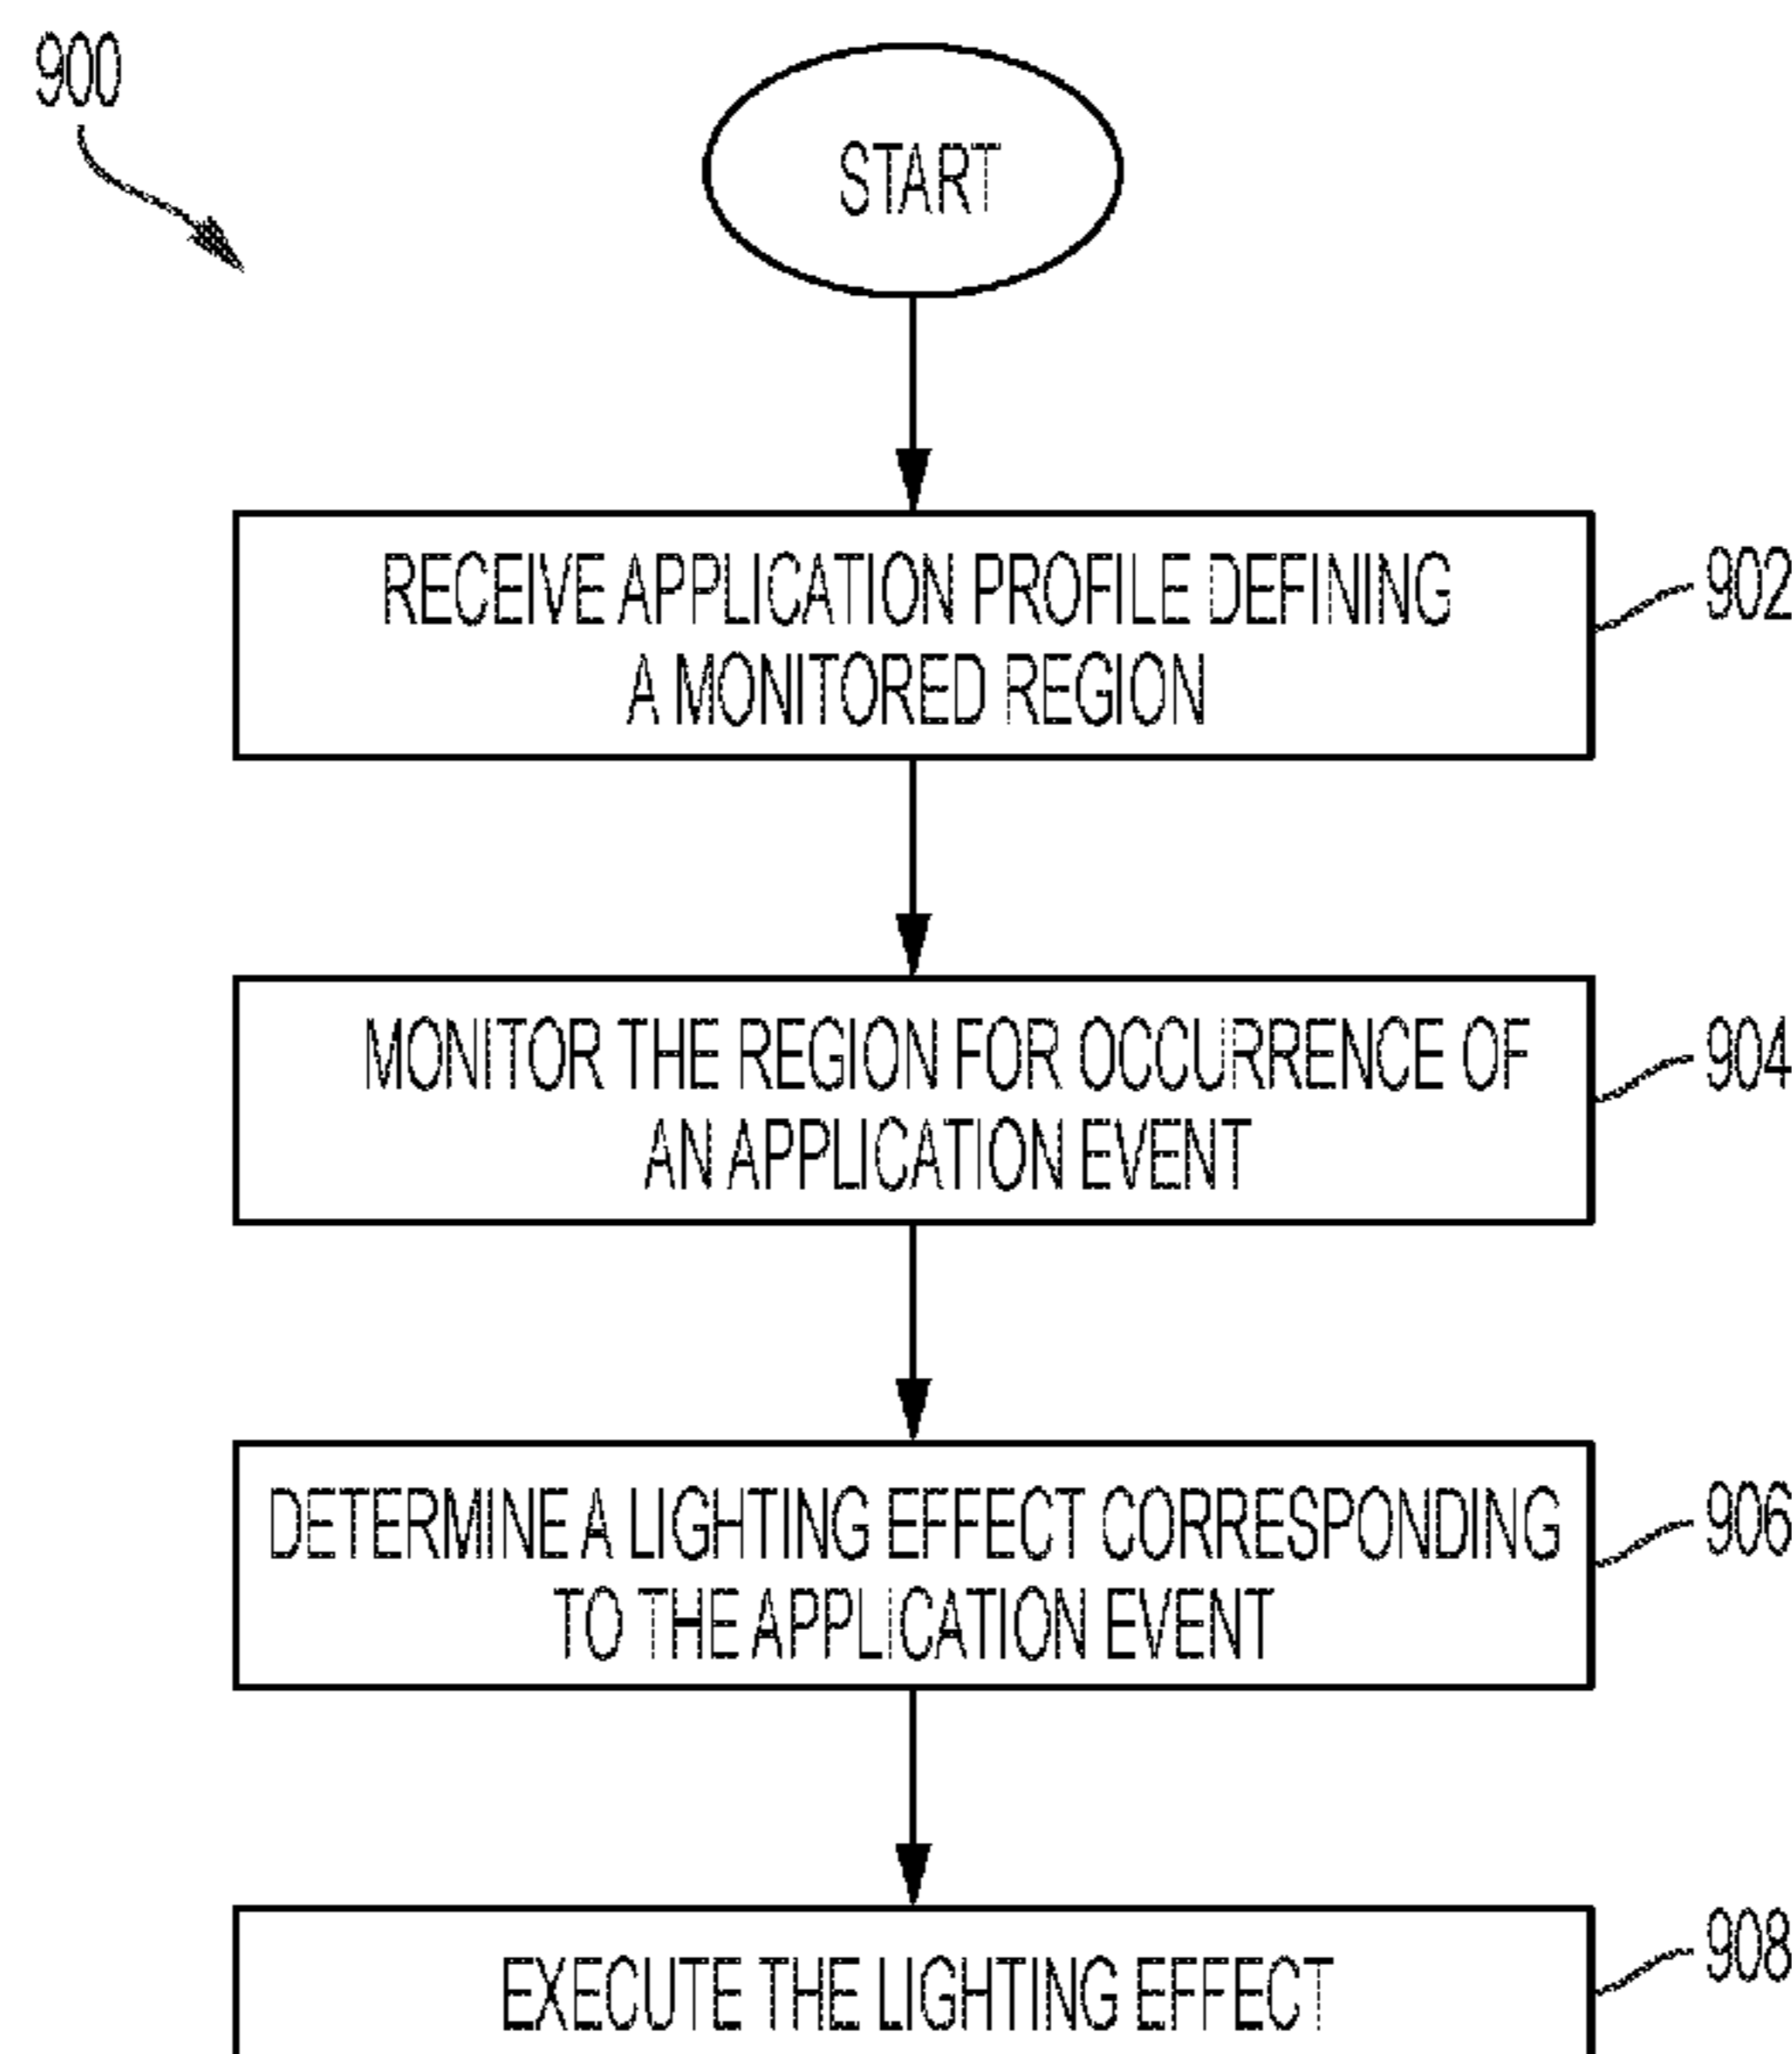 900
START
RECEIVE APPLICATION PROFILE DEFINING
A MONITORED REGION
902
MONITOR THE REGION FOR OCCURRENCE OF
AN APPLICATION EVENT
904
DETERMINE A LIGHTING EFFECT CORRESPONDING
TO THE APPLICATION EVENT
906
EXECUTE THE LIGHTING EFFECT
908